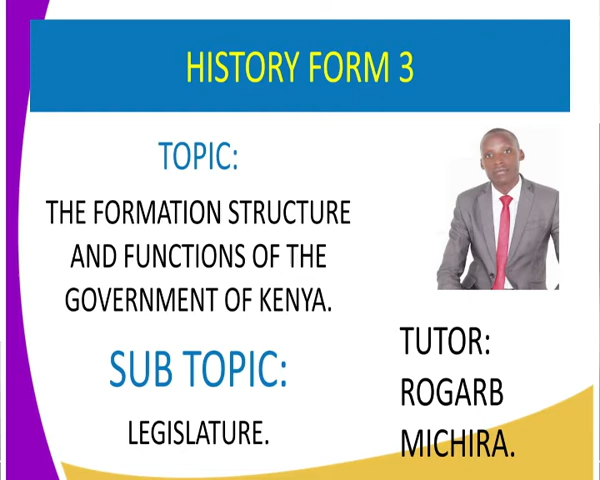 HISTORY FORM 3
TOPIC:
THE FORMATION STRUCTURE
AND FUNCTIONS OF THE
GOVERNMENT OF KENYA.
SUB TOPIC:
LEGISLATURE.
TUTOR:
ROGARB
MICHIRA.